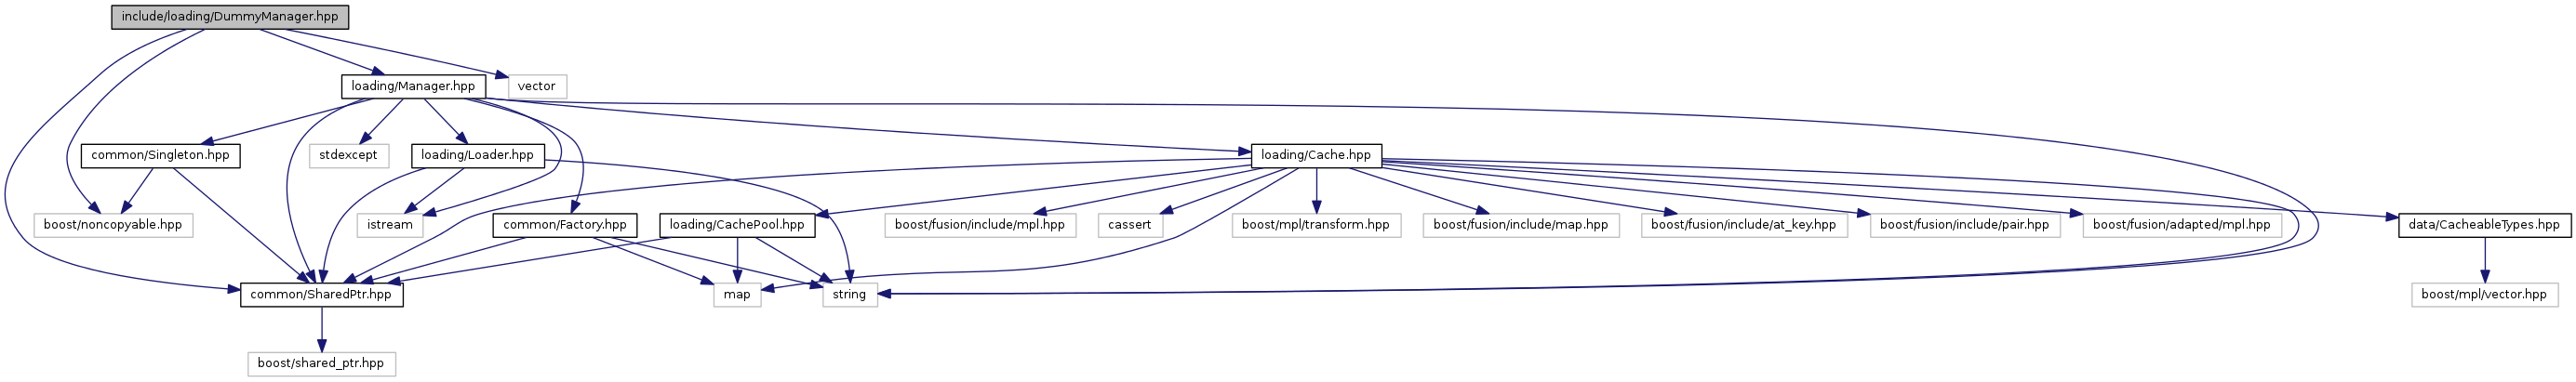 include/loading/DummyManager.hpp
loading/Manager.hpp
vector
common/Singleton.hpp
stdexcept
loading/Loader.hpp
loading/Cache.hpp
boost/noncopyable.hpp
istream
common/Factory.hpp
loading/CachePool.hpp
boost/fusion/include/mpl.hpp
cassert
boost/mpl/transform.hpp
boost/fusion/include/map.hpp
boost/fusion/include/at_key.hpp
boost/fusion/include/pair.hpp
boost/fusion/adapted/mpl.hpp
data/CacheableTypes.hpp
common/SharedPtr.hpp
map
string
boost/mpl/vector.hpp
boost/shared_ptr.hpp